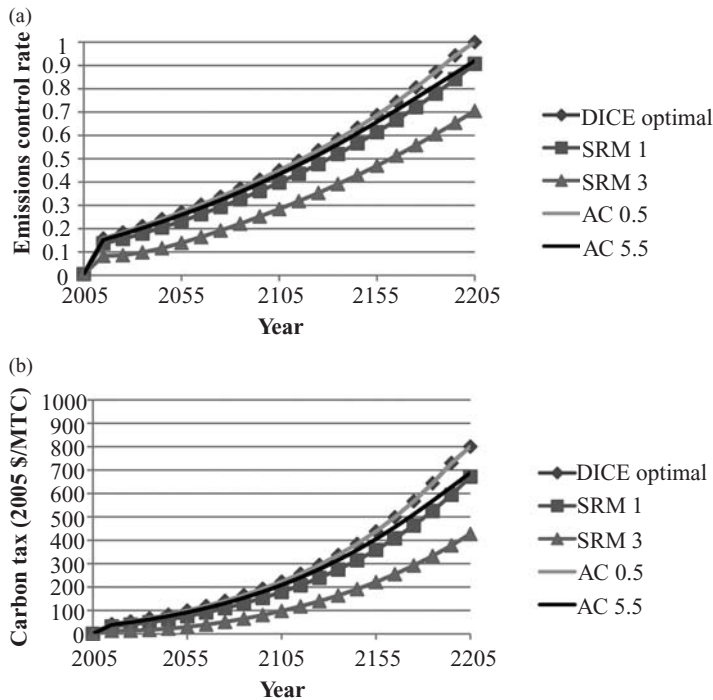 (a)
Emissions control rate
1
0.9
0.8
0.7
0.6
0.5
0.4
0.3
0.2
0.1
0
2005 2055 2105 2155 2205
Year
DICE optimal
SRM 1
SRM 3
AC 0.5
AC 5.5
(b)
Carbon tax (2005 $/MTC)
1000
900
800
700
600
500
400
300
200
100
0
2005 2055 2105 2155 2205
Year
DICE optimal
SRM 1
SRM 3
AC 0.5
AC 5.5